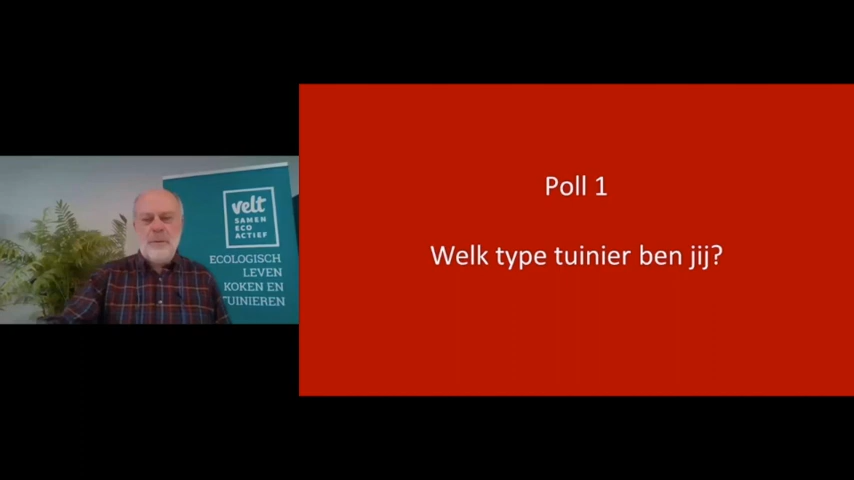 velt
SAMEN
ECO
ACTIEF
ECOLOGISCH
LEVEN
KOKEN EN
TUINIEREN
Poll 1
Welk type tuinier ben jij?